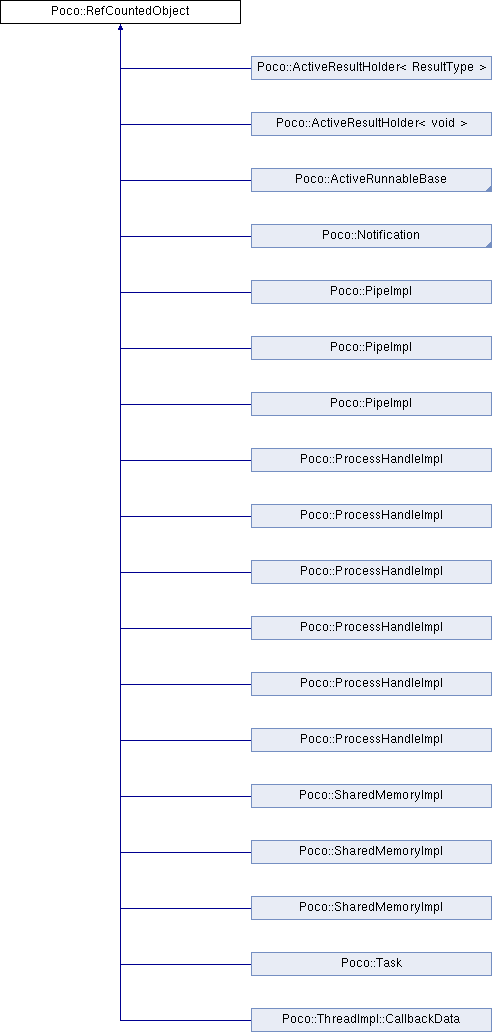 Poco::RefCountedObject
Poco::ActiveResultHolder< ResultType >
Poco::ActiveResultHolder< void >
Poco::ActiveRunnableBase
Poco::Notification
Poco::PipeImpl
Poco::PipeImpl
Poco::PipeImpl
Poco::ProcessHandleImpl
Poco::ProcessHandleImpl
Poco::ProcessHandleImpl
Poco::ProcessHandleImpl
Poco::ProcessHandleImpl
Poco::ProcessHandleImpl
Poco::SharedMemoryImpl
Poco::SharedMemoryImpl
Poco::SharedMemoryImpl
Poco::Task
Poco::ThreadImpl::CallbackData